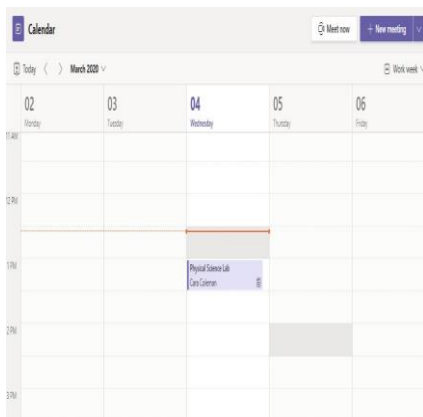 Calendar
Meet now
+ New meeting
Today
March 2020
Work week
02
Monday
03
Tuesday
04
Wednesday
05
Thursday
06
Friday
11 AM
12 PM
1 PM
Physical Science Lab
Cara Coleman
2 PM
3 PM